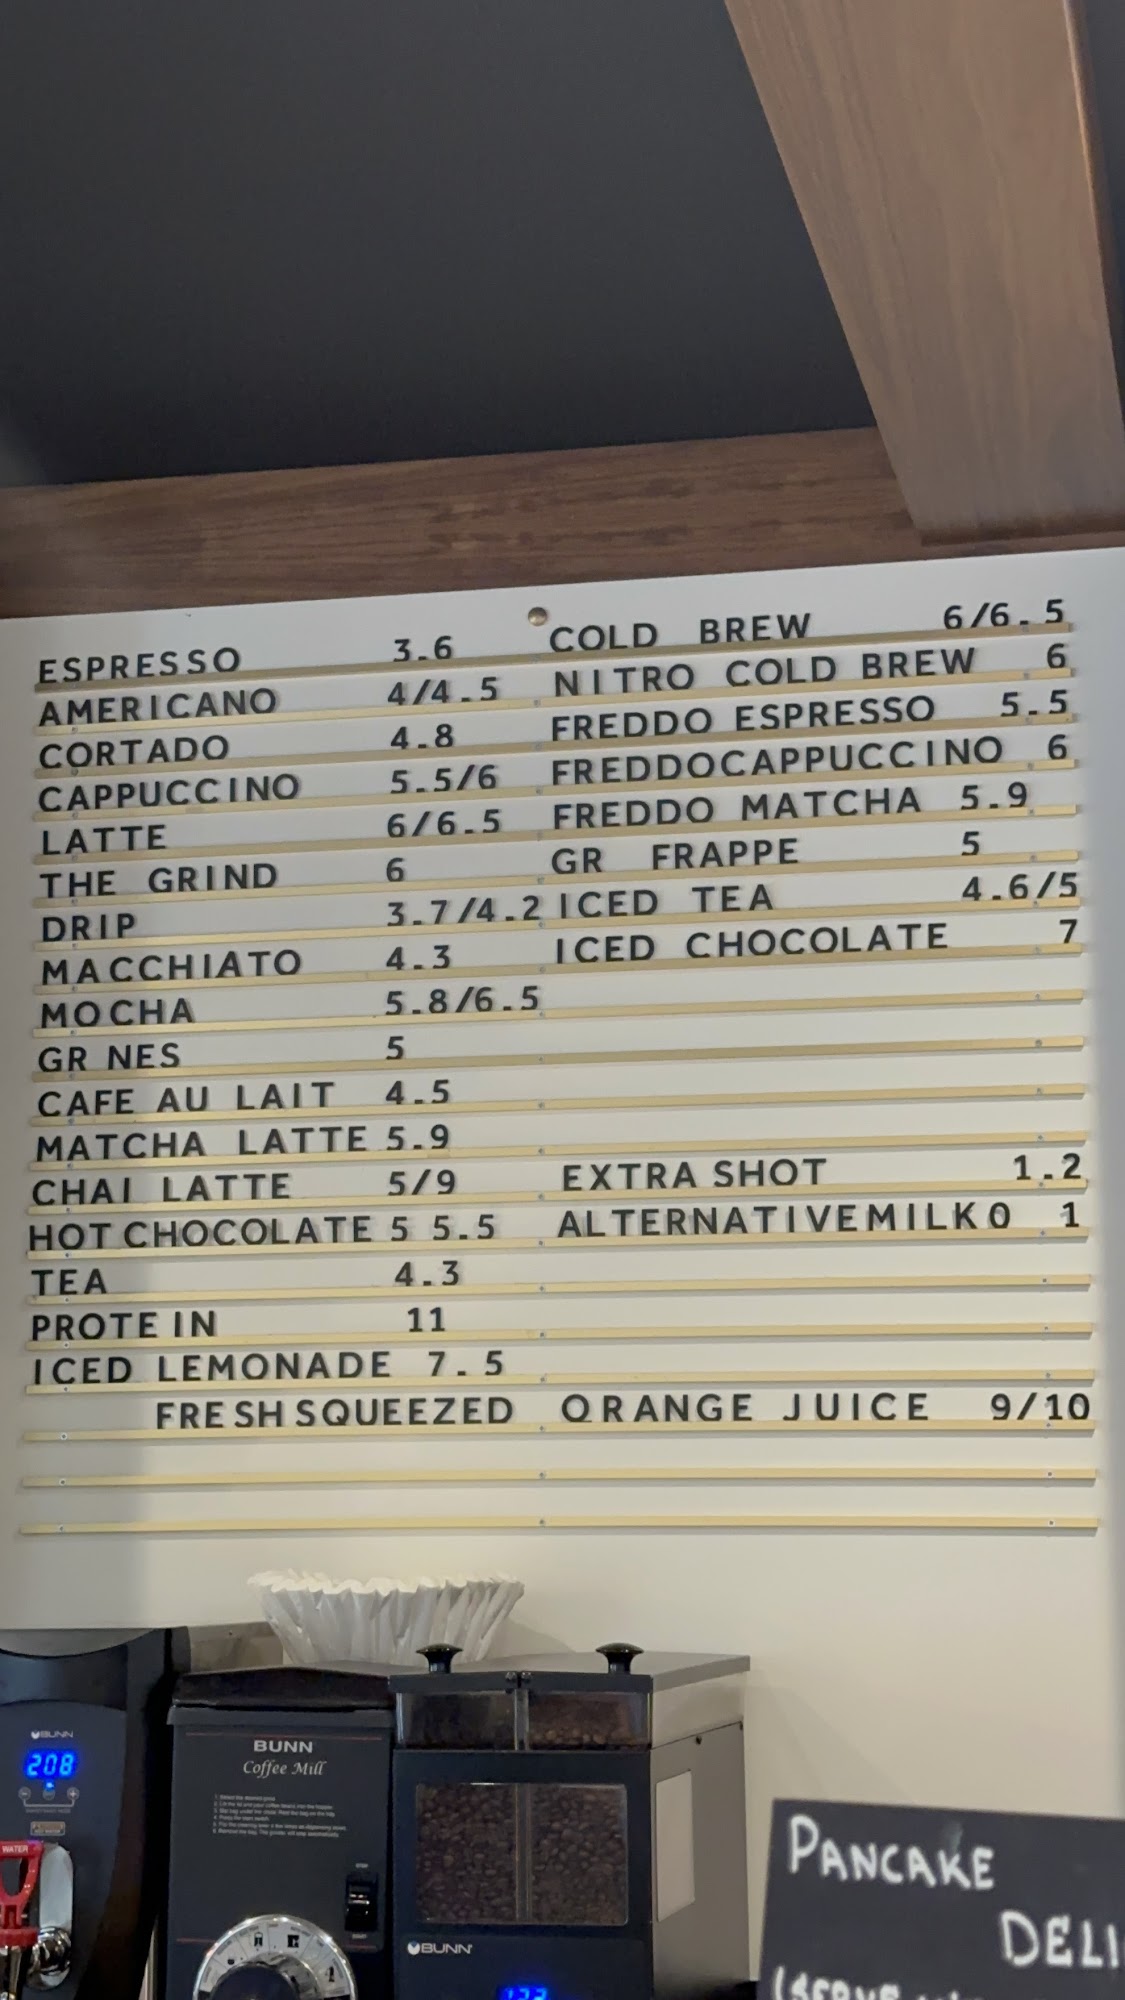 ESPRESSO 3.6
AMERICANO 4/4.5
CORTADO 4.8
CAPPUCCINO 5.5/6
LATTE 6/6.5
THE GRIND 6
DRIP 3.7/4.2
MACCHIATO 4.3
MOCHA 5.8/6.5
GR NES 5
CAFE AU LAIT 4.5
MATCHA LATTE 5.9
CHAI LATTE 5/9
HOT CHOCOLATE 5 5.5
TEA 4.3
PROTEIN 11
ICED LEMONADE 7.5
COLD BREW 6/6.5
NITRO COLD BREW 6
FREDDO ESPRESSO 5.5
FREDDOCAPPUCCINO 6
FREDDO MATCHA 5.9
GR FRAPPE 5
ICED TEA 4.6/5
ICED CHOCOLATE 7
EXTRA SHOT 1.2
ALTERNATIVEMILK0 1
FRESHSQUEEZED ORANGE JUICE 9/10
BUNN
208
WATER
BUNN
Coffee Mill
BUNN
PANCAKE
DELI